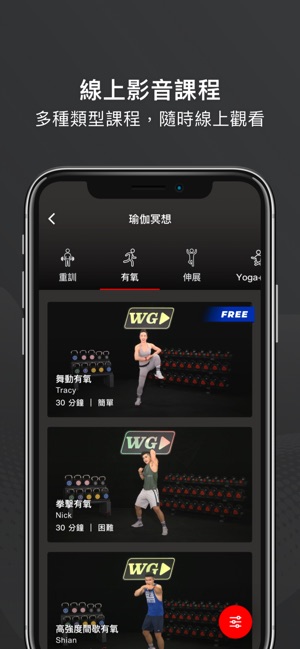 線上影音課程
多種類型課程，隨時線上觀看
瑜伽冥想
重訓
有氧
伸展
Yoga
WG
FREE
舞動有氧
Tracy
30 分鐘 | 簡單
WG
拳擊有氧
Nick
30 分鐘 | 困難
WG
高強度間歇有氧
Shian